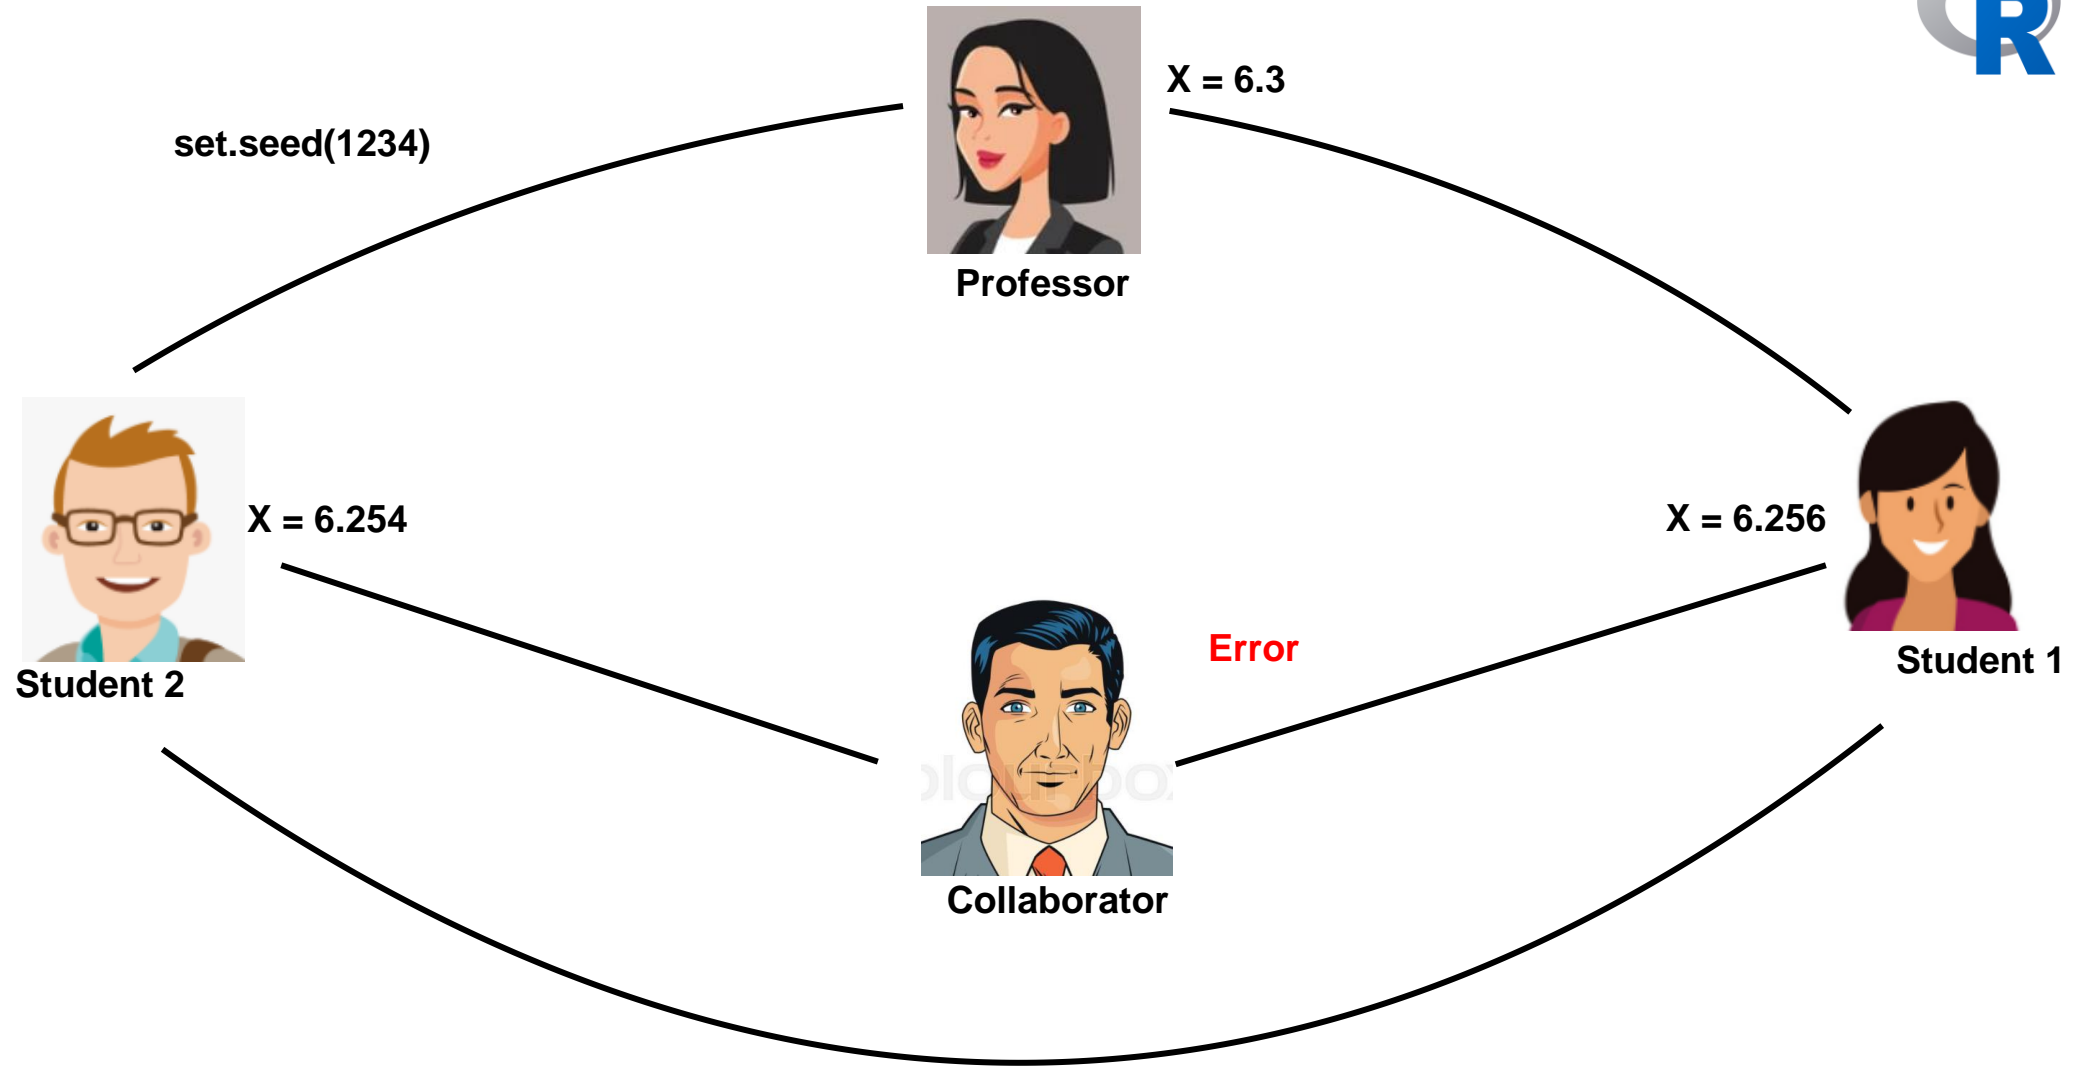 R
X = 6.3
set.seed(1234)
Professor
X = 6.254
X = 6.256
Error
Student 1
Student 2
Collaborator